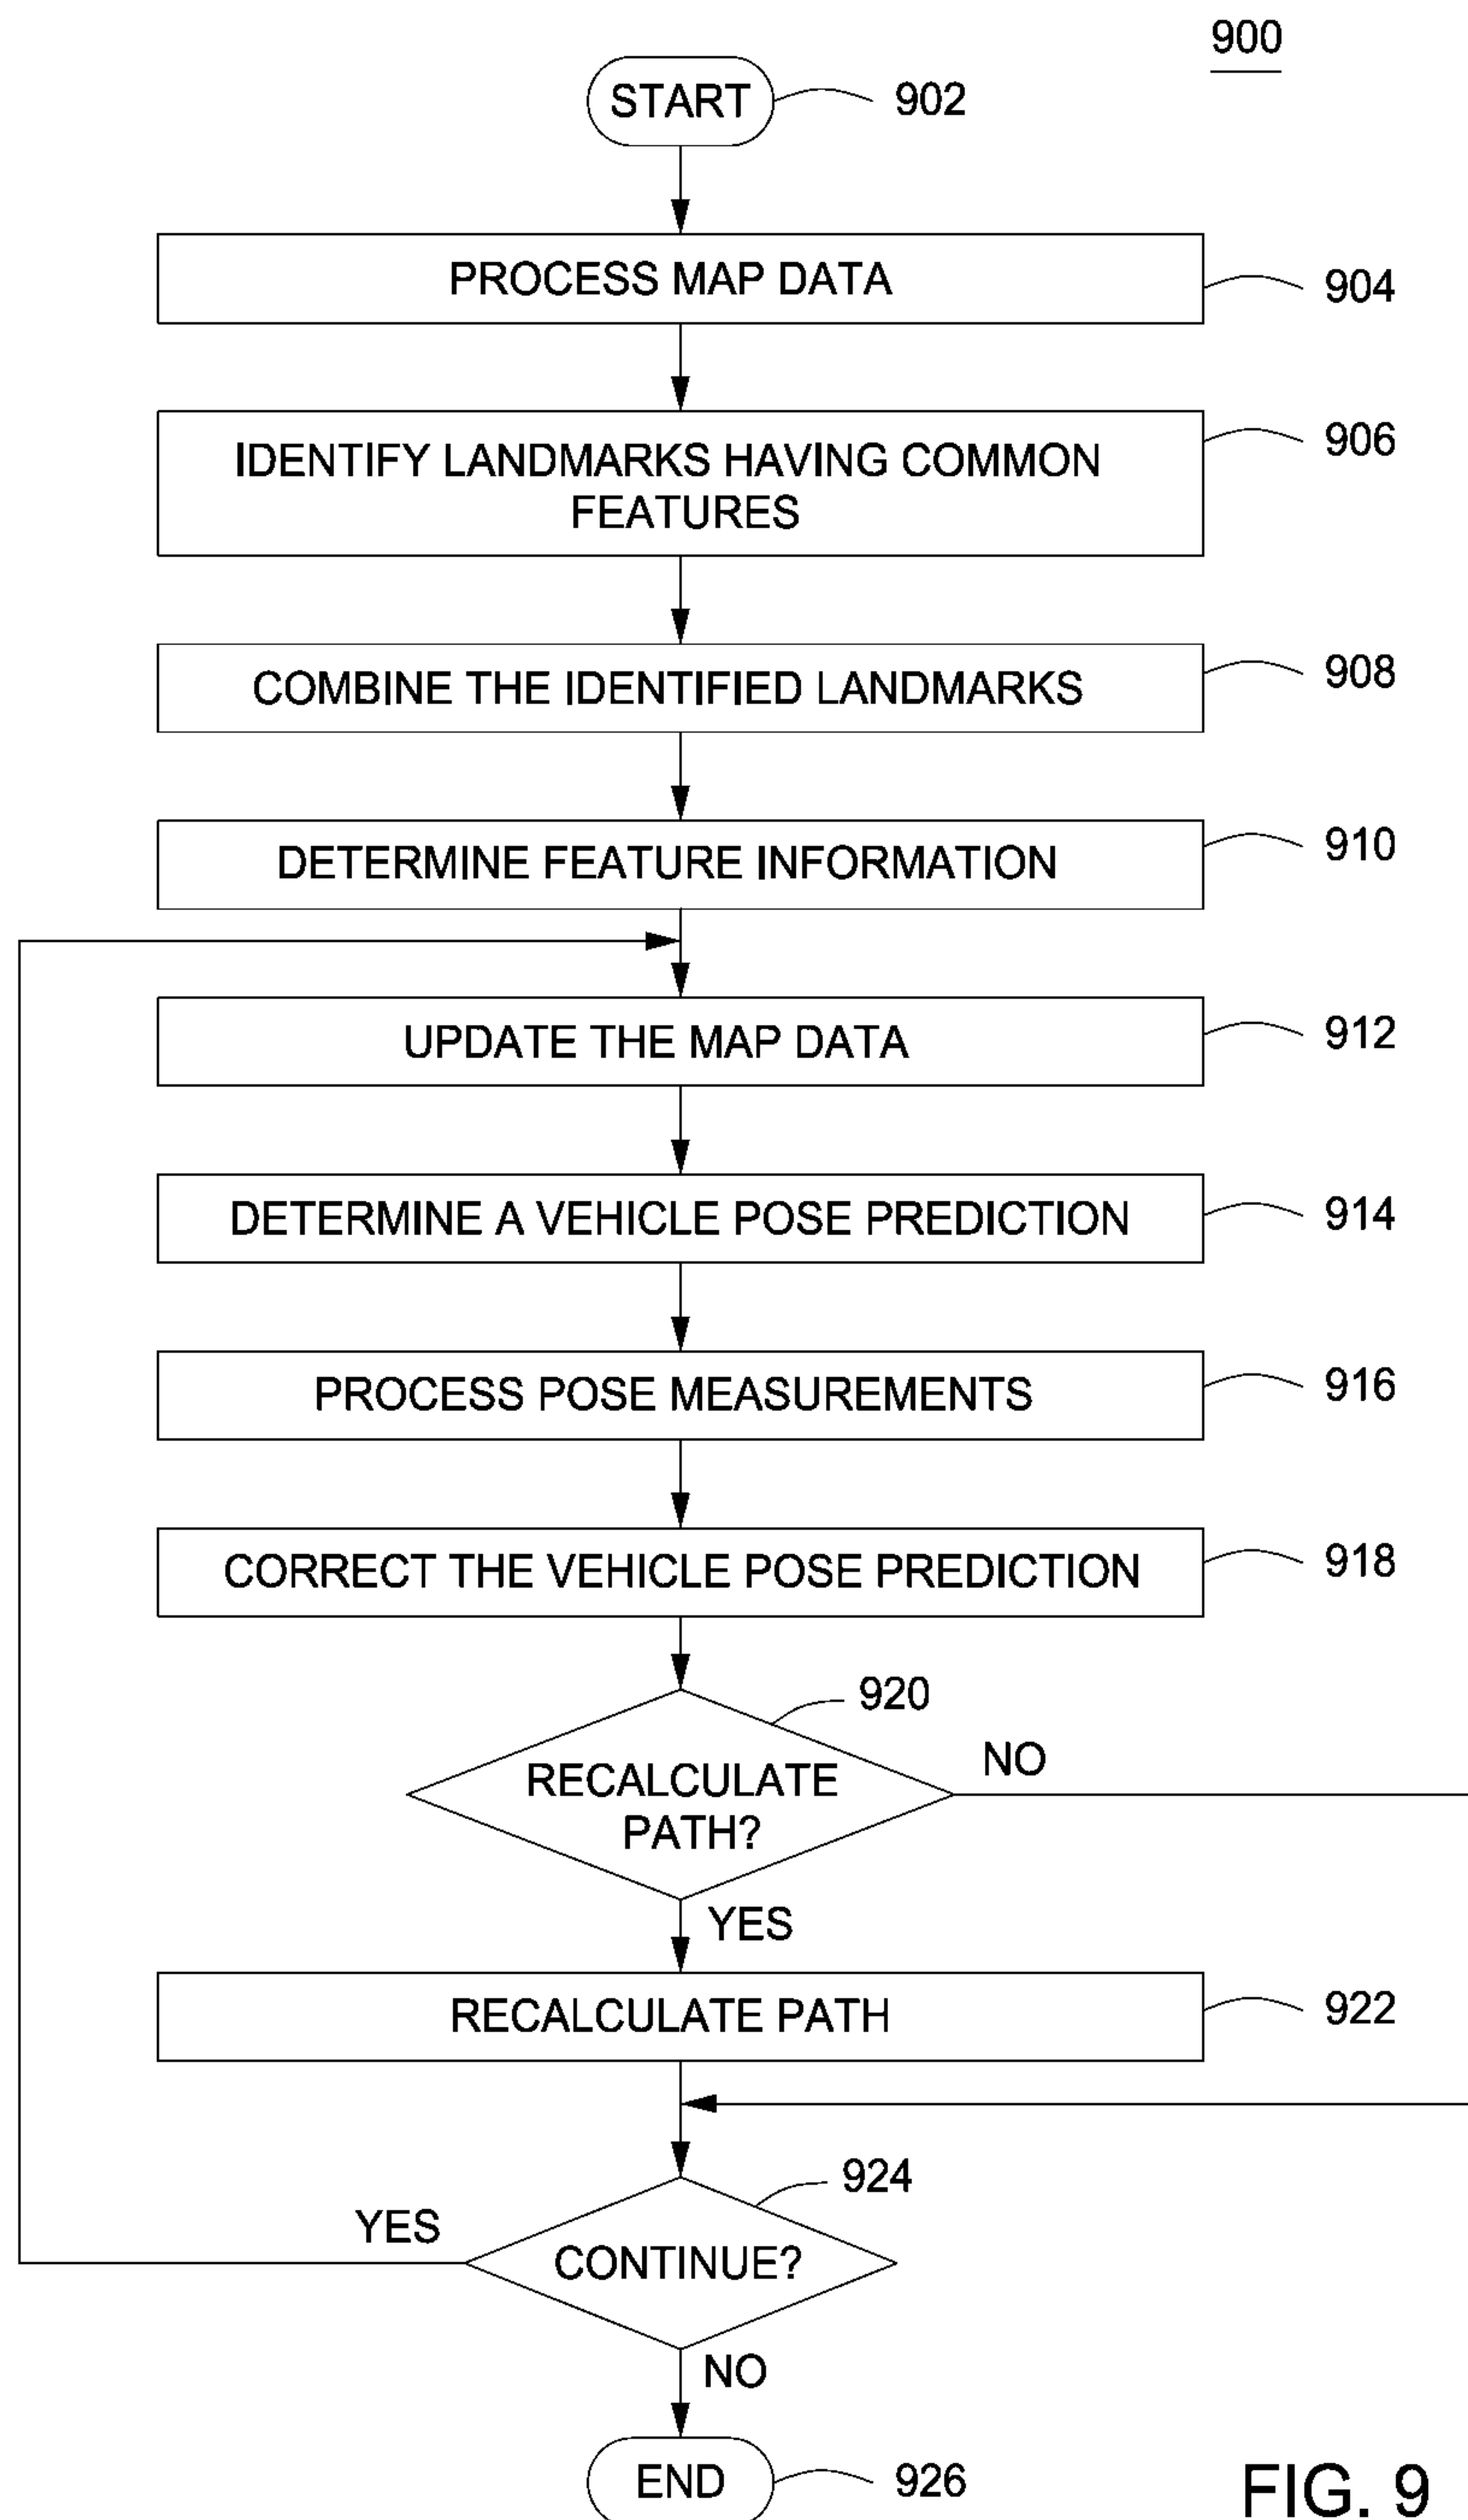 900
START
902
PROCESS MAP DATA
904
IDENTIFY LANDMARKS HAVING COMMON
FEATURES
906
COMBINE THE IDENTIFIED LANDMARKS
908
DETERMINE FEATURE INFORMATION
910
UPDATE THE MAP DATA
912
DETERMINE A VEHICLE POSE PREDICTION
914
PROCESS POSE MEASUREMENTS
916
CORRECT THE VEHICLE POSE PREDICTION
918
920
RECALCULATE
PATH?
NO
YES
RECALCULATE PATH
922
924
YES
CONTINUE?
NO
END
926
FIG. 9